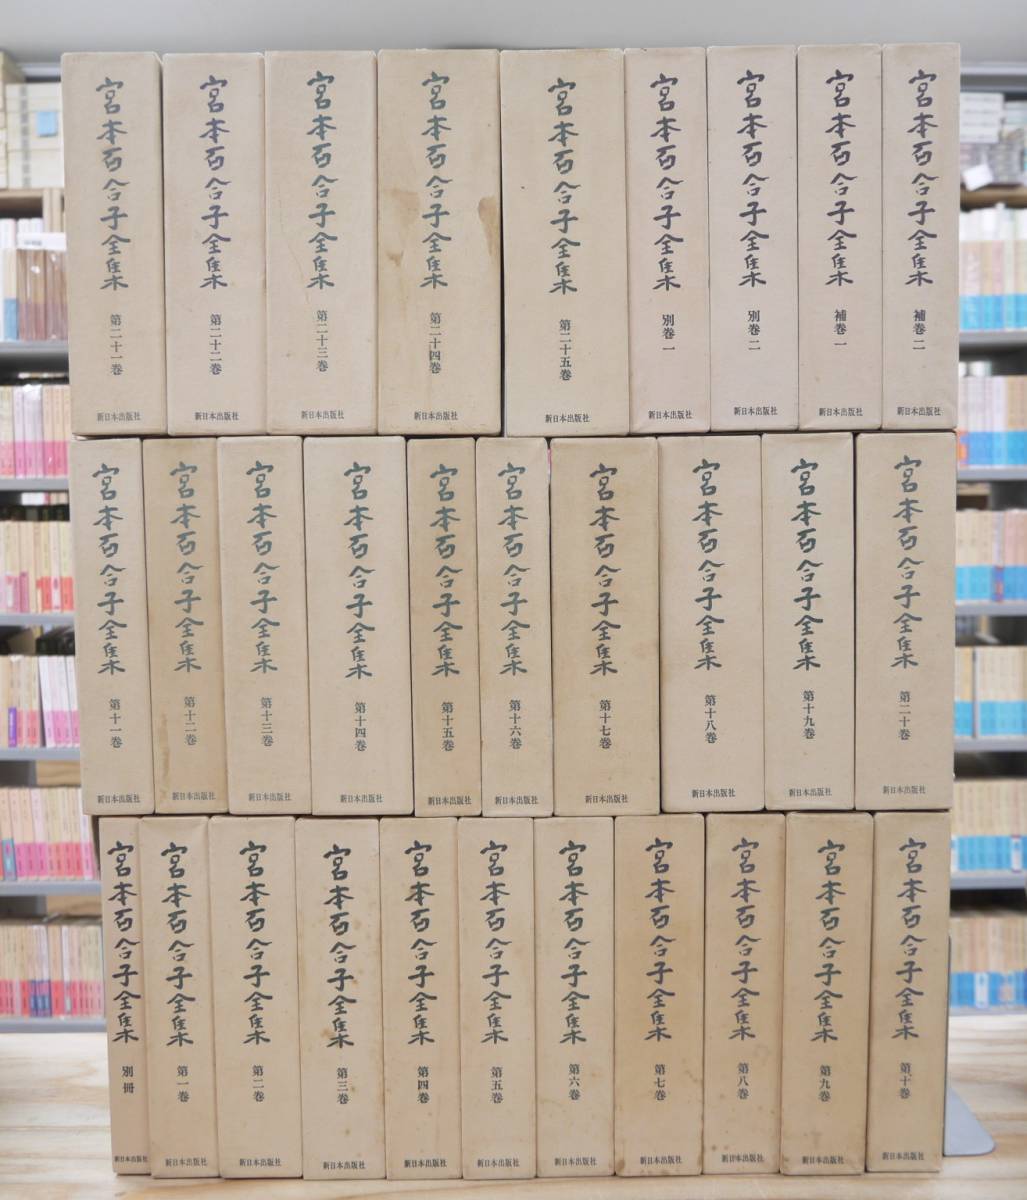 宮本百合子全集 第二十一巻 新日本出版社
宮本百合子全集 第二十二巻 新日本出版社
宮本百合子全集 第二十三巻 新日本出版社
宮本百合子全集 第二十四巻 新日本出版社
宮本百合子全集 第二十五巻 新日本出版社
宮本百合子全集 別巻一 新日本出版社
宮本百合子全集 別巻二 新日本出版社
宮本百合子全集 補巻一 新日本出版社
宮本百合子全集 補巻二 新日本出版社
宮本百合子全集 第十一巻 新日本出版社
宮本百合子全集 第十二巻 新日本出版社
宮本百合子全集 第十三巻 新日本出版社
宮本百合子全集 第十四巻 新日本出版社
宮本百合子全集 第十五巻 新日本出版社
宮本百合子全集 第十六巻 新日本出版社
宮本百合子全集 第十七巻 新日本出版社
宮本百合子全集 第十八巻 新日本出版社
宮本百合子全集 第十九巻 新日本出版社
宮本百合子全集 第二十巻 新日本出版社
宮本百合子全集 別冊 新日本出版社
宮本百合子全集 第一巻 新日本出版社
宮本百合子全集 第二巻 新日本出版社
宮本百合子全集 第三巻 新日本出版社
宮本百合子全集 第四巻 新日本出版社
宮本百合子全集 第五巻 新日本出版社
宮本百合子全集 第六巻 新日本出版社
宮本百合子全集 第七巻 新日本出版社
宮本百合子全集 第八巻 新日本出版社
宮本百合子全集 第九巻 新日本出版社
宮本百合子全集 第十巻 新日本出版社